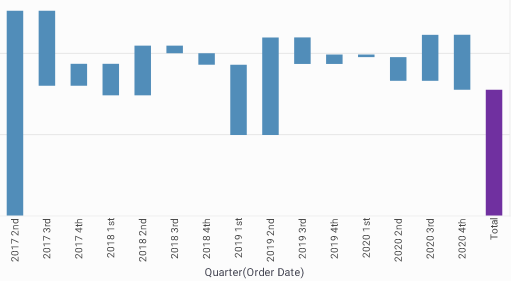 2017 2nd
2017 3rd
2017 4th
2018 1st
2018 2nd
2018 3rd
2018 4th
2019 1st
2019 2nd
2019 3rd
2019 4th
2020 1st
2020 2nd
2020 3rd
2020 4th
Total
Quarter(Order Date)